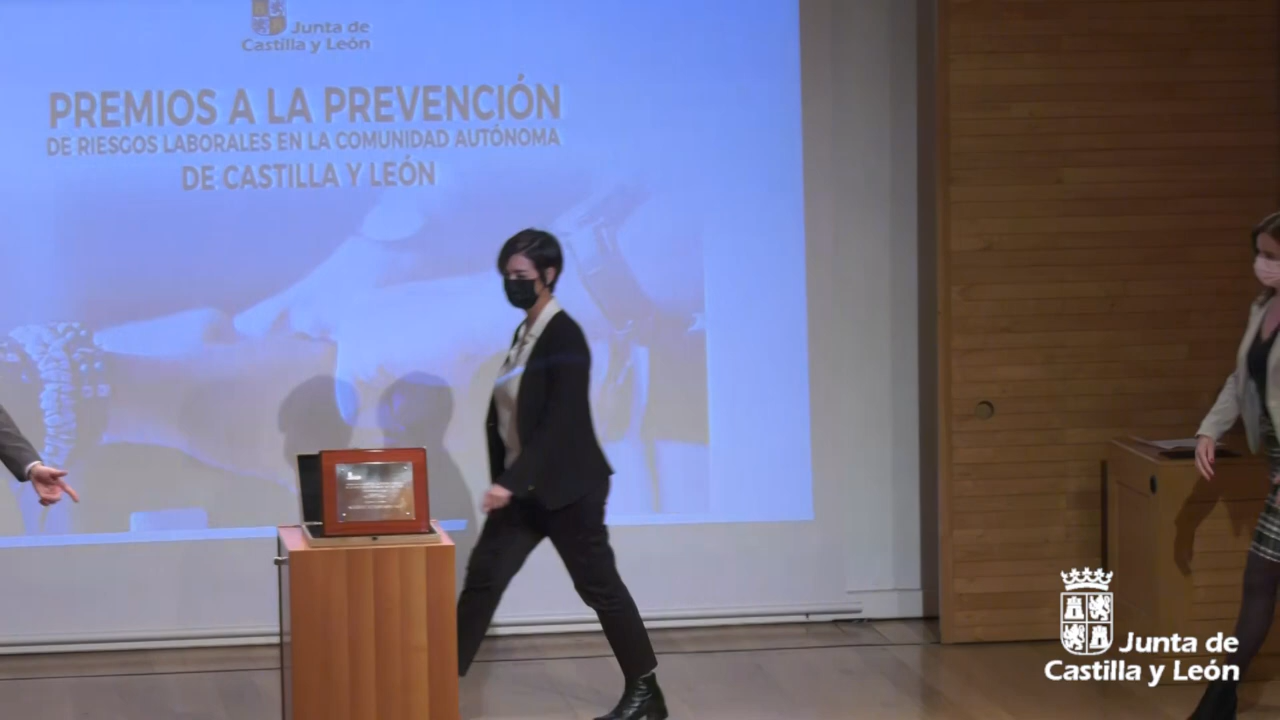 Junta de
Castilla y León
PREMIOS A LA PREVENCIÓN
DE RIESGOS LABORALES EN LA COMUNIDAD AUTÓNOMA
DE CASTILLA Y LEÓN
Junta de
Castilla y León